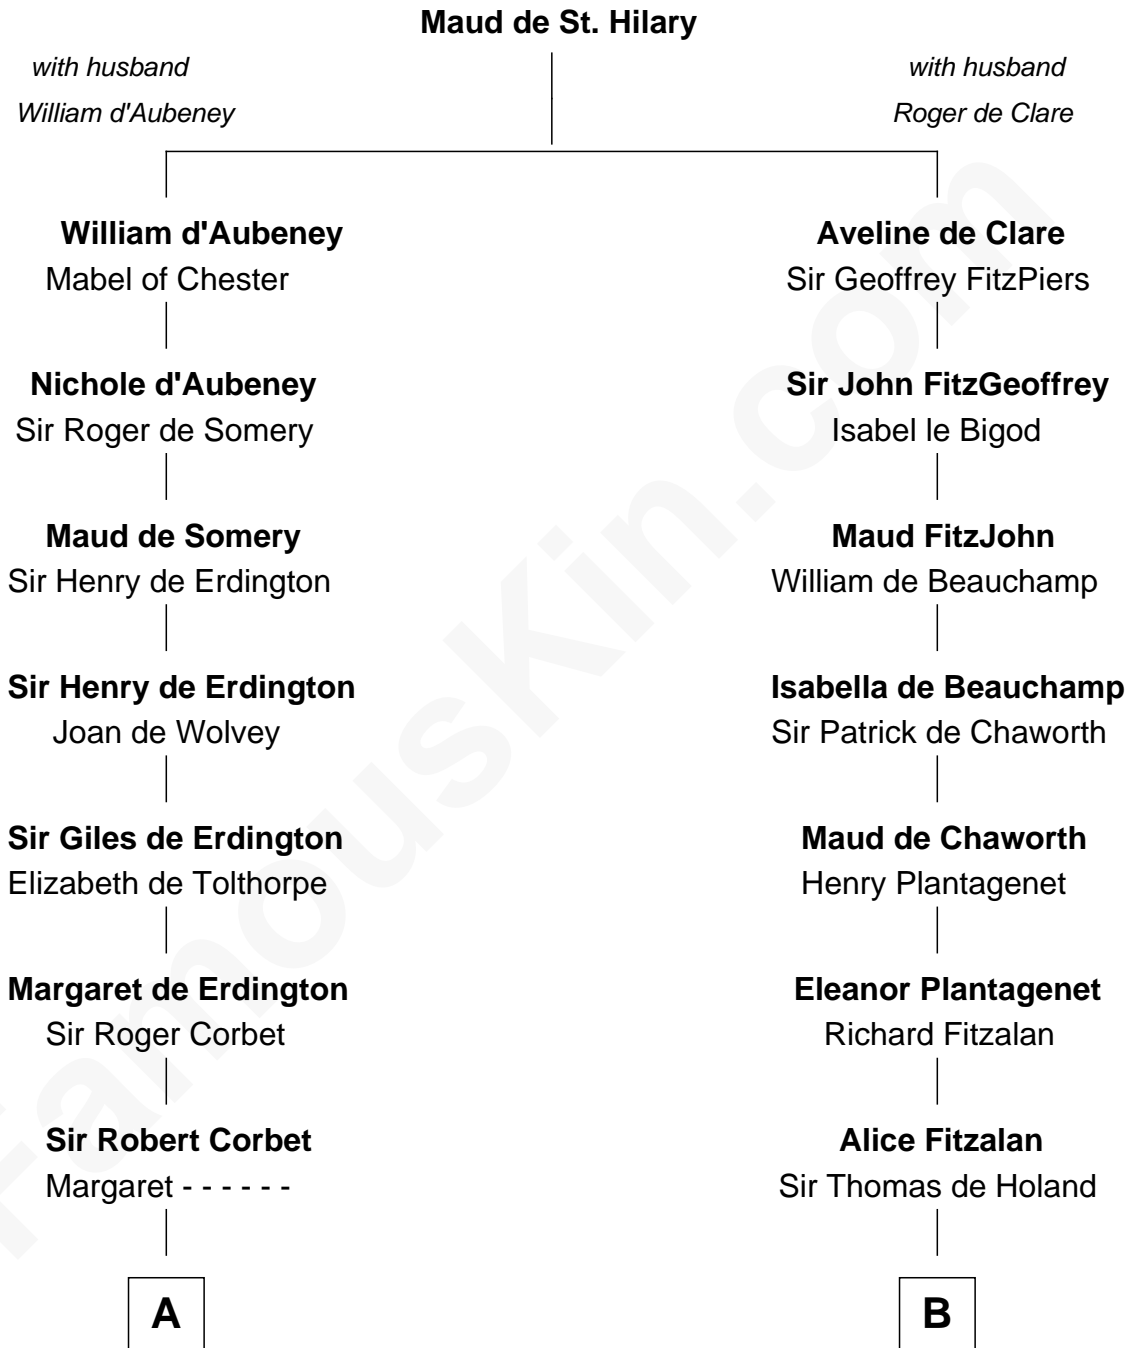 Maud de St. Hilary
with husband
William d'Aubeney
with husband
Roger de Clare
William d'Aubeney
Mabel of Chester
Nichole d'Aubeney
Sir Roger de Somery
Maud de Somery
Sir Henry de Erdington
Sir Henry de Erdington
Joan de Wolvey
Sir Giles de Erdington
Elizabeth de Tolthorpe
Margaret de Erdington
Sir Roger Corbet
Sir Robert Corbet
Margaret - - - - - -
A
Aveline de Clare
Sir Geoffrey FitzPiers
Sir John FitzGeoffrey
Isabel le Bigod
Maud FitzJohn
William de Beauchamp
Isabella de Beauchamp
Sir Patrick de Chaworth
Maud de Chaworth
Henry Plantagenet
Eleanor Plantagenet
Richard Fitzalan
Alice Fitzalan
Sir Thomas de Holand
B
FamousKin.com